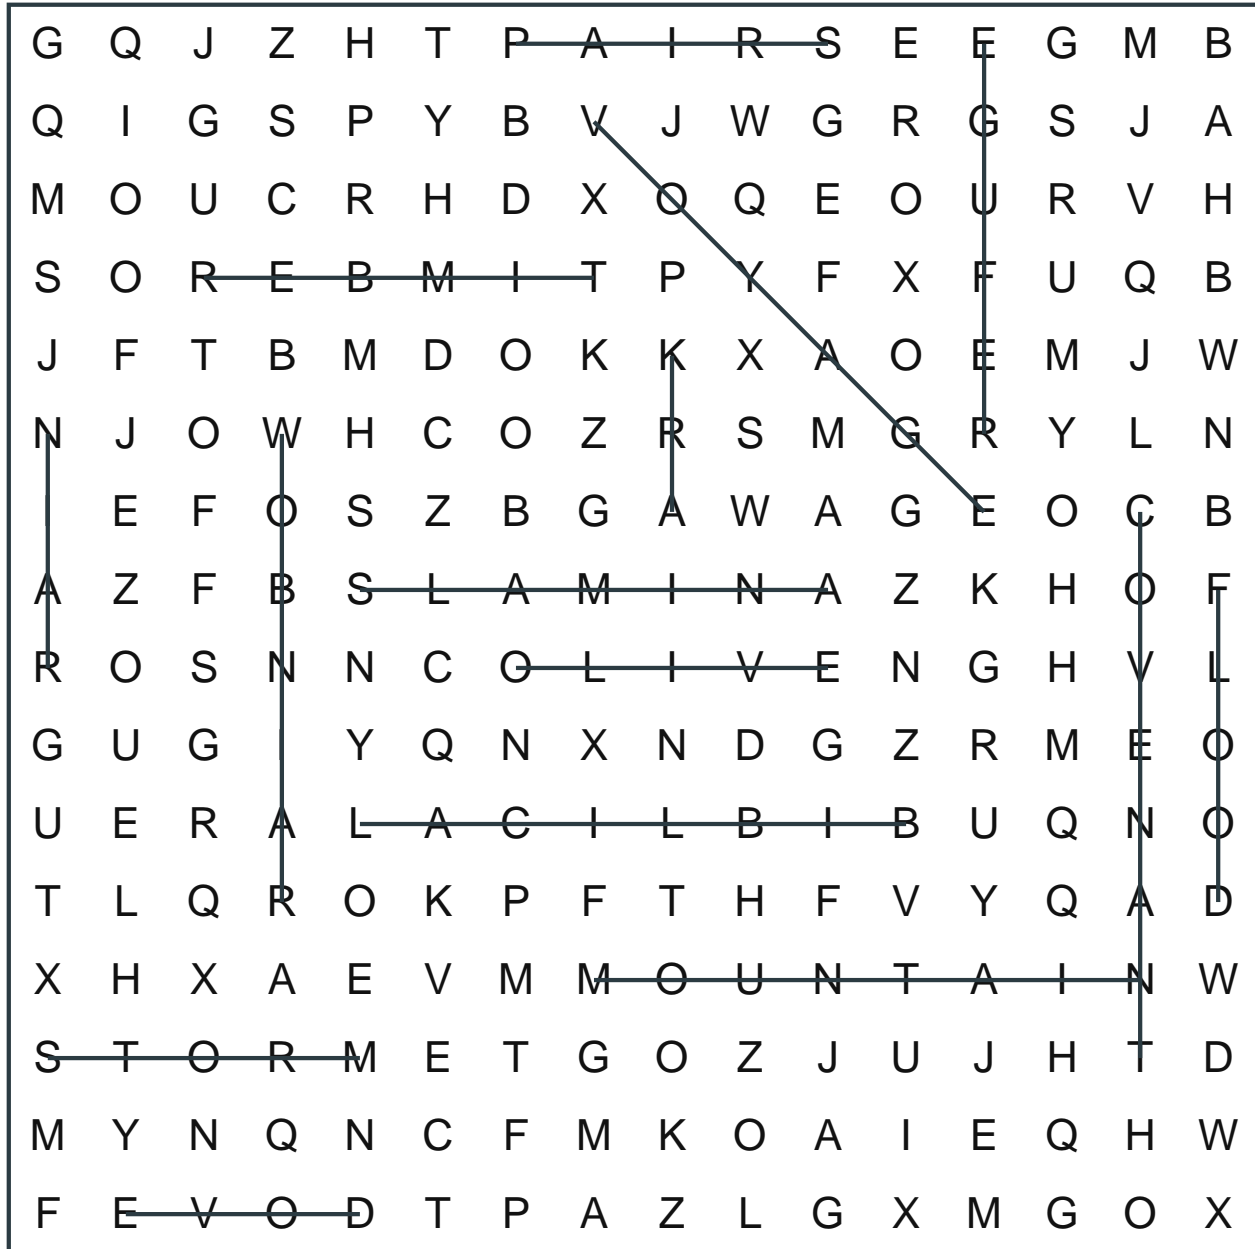 G Q J Z H T P A I R S E E G M B
Q I G S P Y B V J W G R G S J A
M O U C R H D X O Q E O U R V H
S O R E B M I T P Y F X F U Q B
J F T B M D O K K X A O E M J W
N J O W H C O Z R S M G R Y L N
I E F O S Z B G A W A G E O C B
A Z F B S L A M I N A Z K H O F
R O S N N C O L I V E N G H V L
G U G I Y Q N X N D G Z R M E O
U E R A L A C I L B I B U Q N O
T L Q R O K P F T H F V Y Q A D
X H X A E V M M O U N T A I N W
S T O R M E T G O Z J U J H T D
M Y N Q N C F M K O A I E Q H W
F E V O D T P A Z L G X M G O X